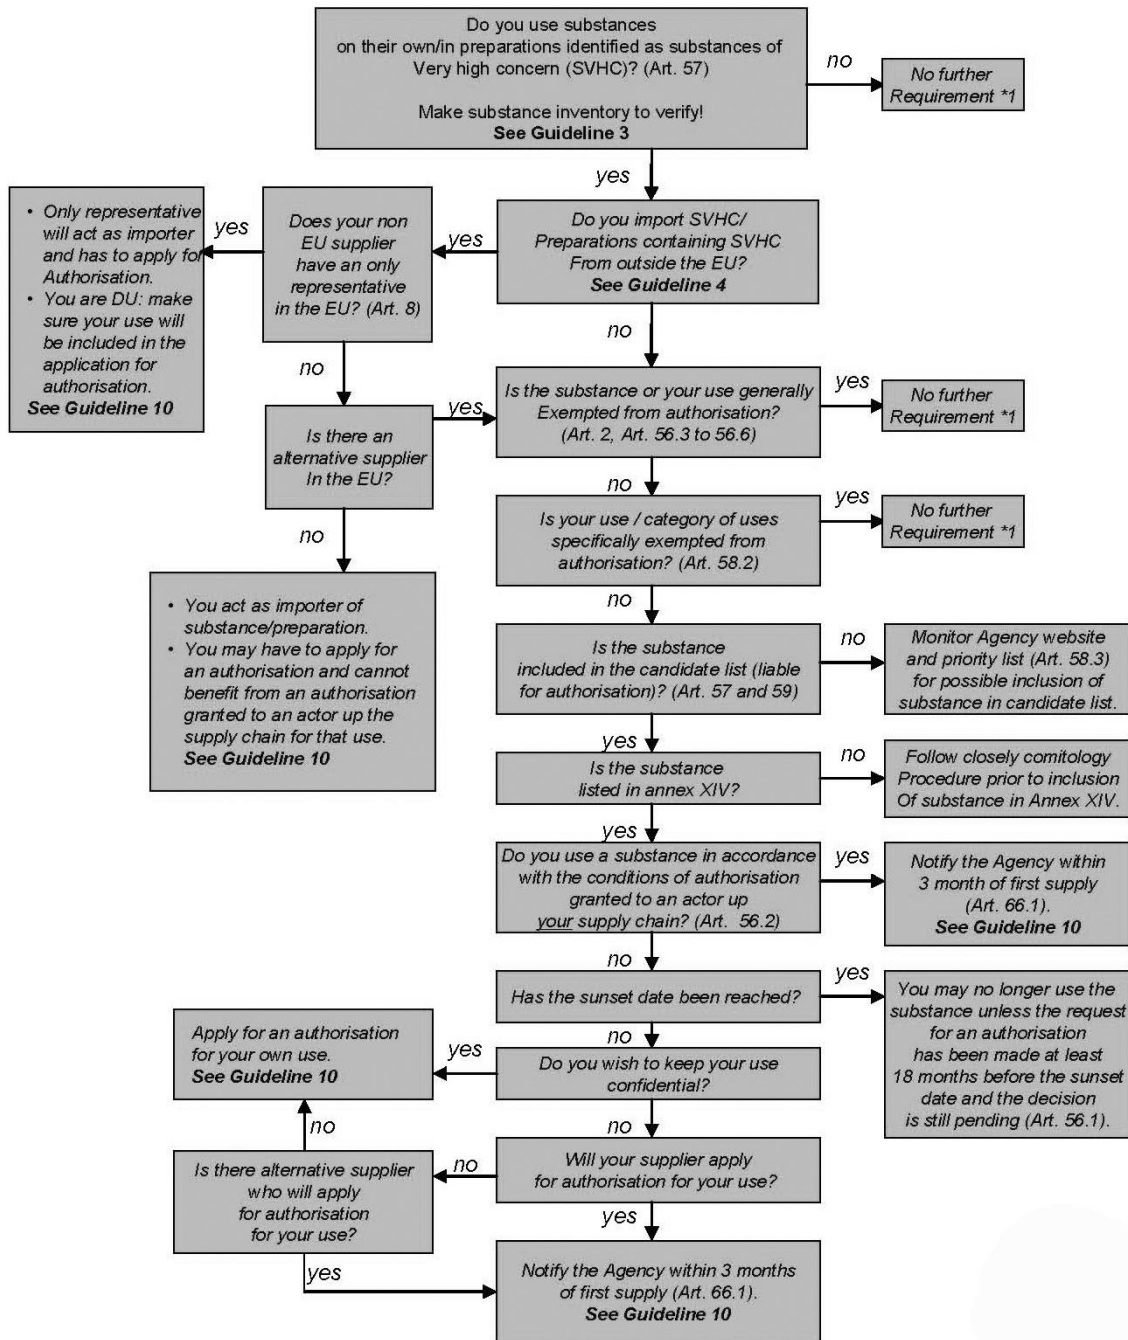 Do you use substances
on their own/in preparations identified as substances of
Very high concern (SVHC)? (Art. 57)
Make substance inventory to verify!
See Guideline 3
no
No further
Requirement *1
yes
Do you import SVHC/
Preparations containing SVHC
From outside the EU?
See Guideline 4
yes
Does your non
EU supplier
have an only
representative
in the EU? (Art. 8)
yes
• Only representative
will act as importer
and has to apply for
Authorisation.
• You are DU: make
sure your use will
be included in the
application for
authorisation.
See Guideline 10
no
no
Is there an
alternative supplier
In the EU?
yes
Is the substance or your use generally
Exempted from authorisation?
(Art. 2, Art. 56.3 to 56.6)
yes
No further
Requirement *1
no
no
• You act as importer of
substance/preparation.
• You may have to apply for
an authorisation and cannot
benefit from an authorisation
granted to an actor up the
supply chain for that use.
See Guideline 10
Is your use / category of uses
specifically exempted from
authorisation? (Art. 58.2)
yes
No further
Requirement *1
no
Is the substance
included in the candidate list (liable
for authorisation)? (Art. 57 and 59)
no
Monitor Agency website
and priority list (Art. 58.3)
for possible inclusion of
substance in candidate list.
yes
Is the substance
listed in annex XIV?
no
Follow closely comitology
Procedure prior to inclusion
Of substance in Annex XIV.
yes
Do you use a substance in accordance
with the conditions of authorisation
granted to an actor up
your supply chain? (Art. 56.2)
yes
Notify the Agency within
3 month of first supply
(Art. 66.1).
See Guideline 10
no
Has the sunset date been reached?
yes
You may no longer use the
substance unless the request
for an authorisation
has been made at least
18 months before the sunset
date and the decision
is still pending (Art. 56.1).
no
Do you wish to keep your use
confidential?
yes
Apply for an authorisation
for your own use.
See Guideline 10
no
Will your supplier apply
for authorisation for your use?
no
Is there alternative supplier
who will apply
for authorisation
for your use?
no
yes
yes
Notify the Agency within 3 months
of first supply (Art. 66.1).
See Guideline 10